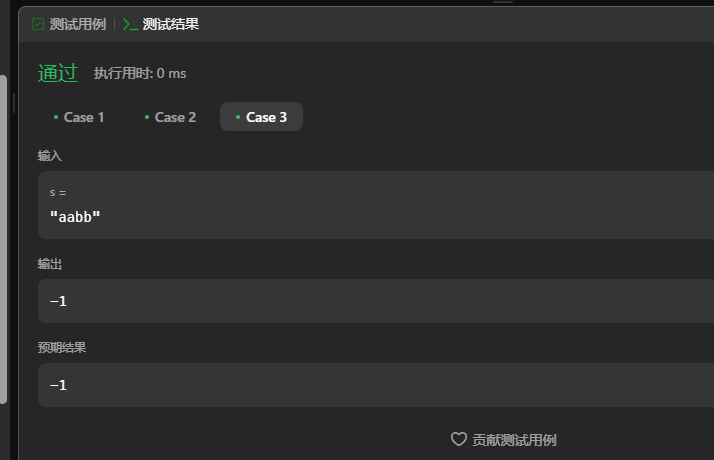 测试用例 | >_ 测试结果
通过 执行用时: 0 ms
• Case 1 • Case 2 • Case 3
输入
s =
"aabb"
输出
-1
预期结果
-1
贡献测试用例